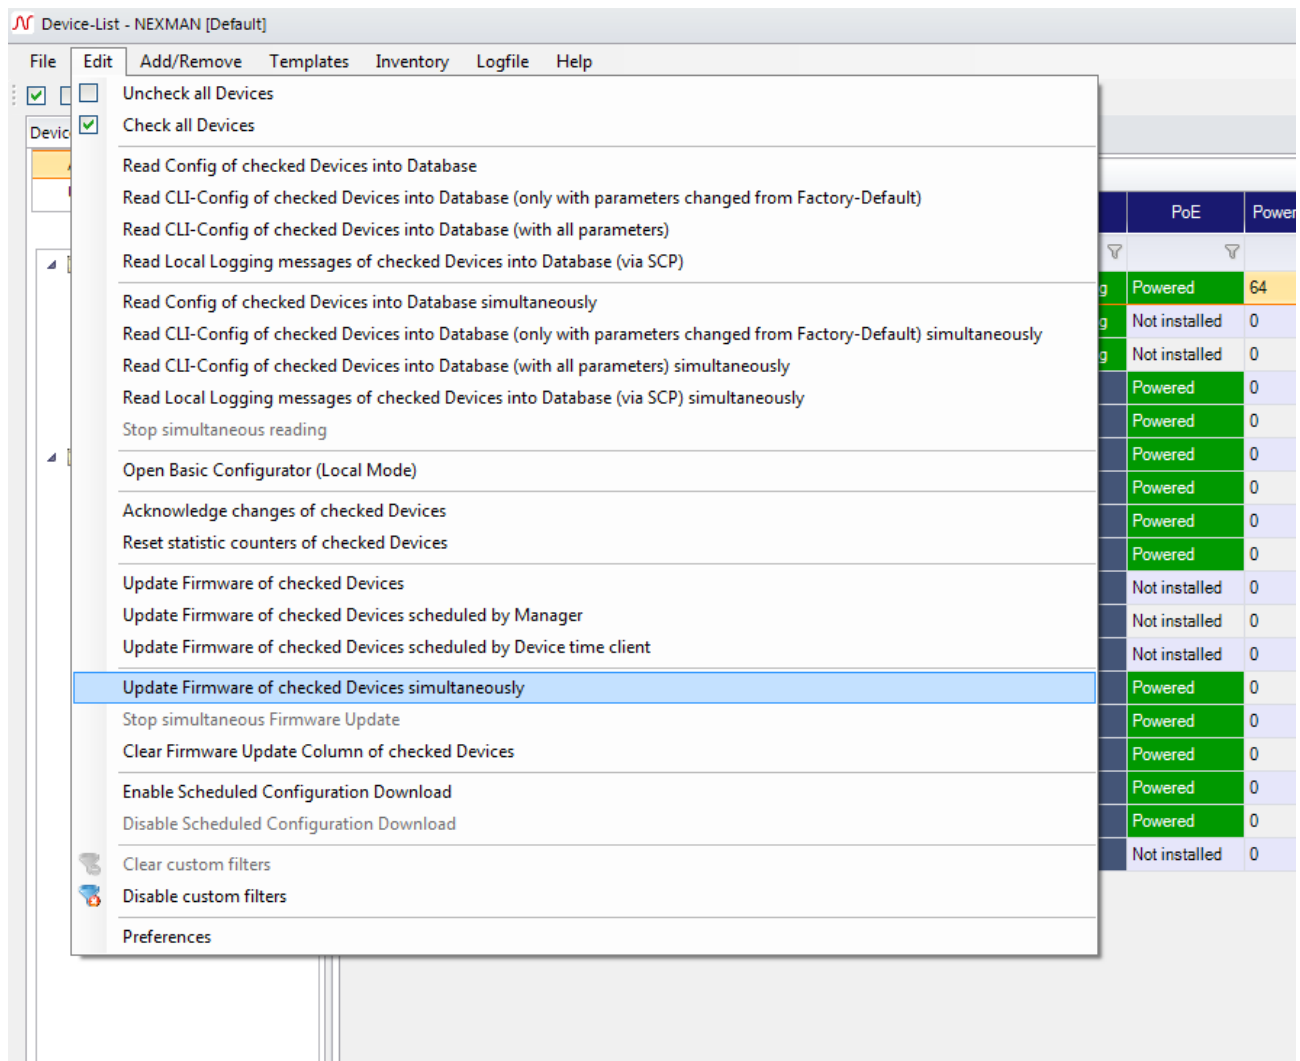 Device-List - NEXMAN [Default]
File Edit Add/Remove Templates Inventory Logfile Help
Uncheck all Devices
Check all Devices
Read Config of checked Devices into Database
Read CLI-Config of checked Devices into Database (only with parameters changed from Factory-Default)
Read CLI-Config of checked Devices into Database (with all parameters)
Read Local Logging messages of checked Devices into Database (via SCP)
Read Config of checked Devices into Database simultaneously
Read CLI-Config of checked Devices into Database (only with parameters changed from Factory-Default) simultaneously
Read CLI-Config of checked Devices into Database (with all parameters) simultaneously
Read Local Logging messages of checked Devices into Database (via SCP) simultaneously
Stop simultaneous reading
Open Basic Configurator (Local Mode)
Acknowledge changes of checked Devices
Reset statistic counters of checked Devices
Update Firmware of checked Devices
Update Firmware of checked Devices scheduled by Manager
Update Firmware of checked Devices scheduled by Device time client
Update Firmware of checked Devices simultaneously
Stop simultaneous Firmware Update
Clear Firmware Update Column of checked Devices
Enable Scheduled Configuration Download
Disable Scheduled Configuration Download
Clear custom filters
Disable custom filters
Preferences
Devic
PoE Power
g Powered 64
g Not installed 0
g Not installed 0
Powered 0
Powered 0
Powered 0
Powered 0
Powered 0
Powered 0
Not installed 0
Not installed 0
Not installed 0
Powered 0
Powered 0
Powered 0
Powered 0
Powered 0
Not installed 0